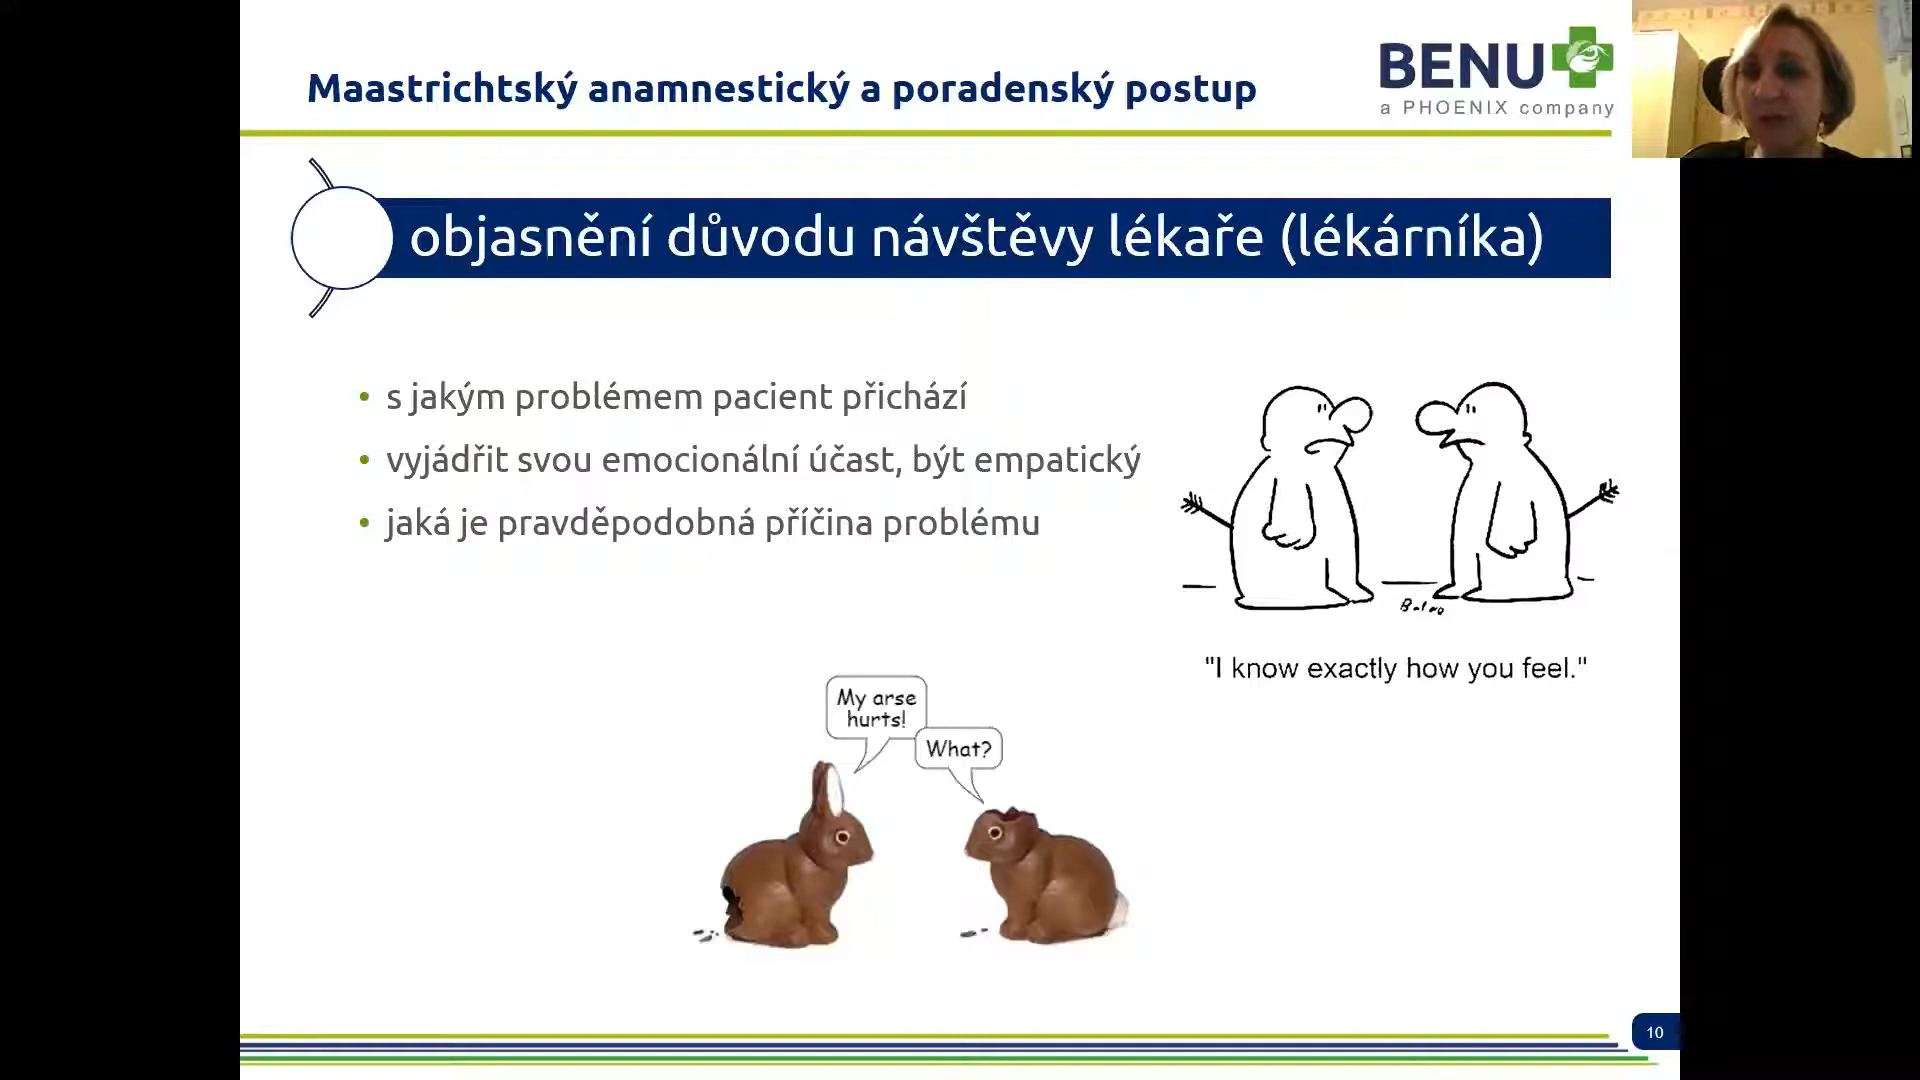 Maastrichtský anamnestický a poradenský postup
BENU
a PHOENIX company
objasnění důvodu návštěvy lékaře (lékárníka)
• s jakým problémem pacient přichází
• vyjádřit svou emocionální účast, být empatický
• jaká je pravděpodobná příčina problému
"I know exactly how you feel."
My arse
hurts!
What?
10